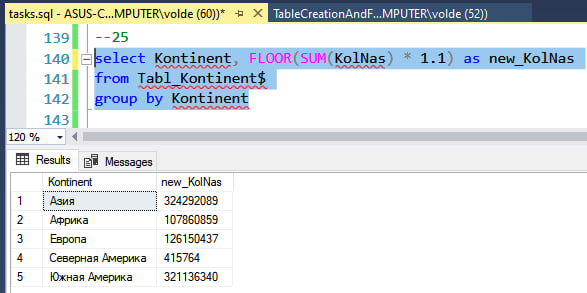 tasks.sql - ASUS-C...MPUTER\volde (60))* TableCreationAndF...MPUTER\volde (52))
139 --25
140 select Kontinent, FLOOR(SUM(KolNas) * 1.1) as new_KolNas
141 from Tabl_Kontinent$
142 group by Kontinent
143
120 %
Results Messages
Kontinent new_KolNas
1 Азия 324292089
2 Африка 107860859
3 Европа 126150437
4 Северная Америка 415764
5 Южная Америка 321136340